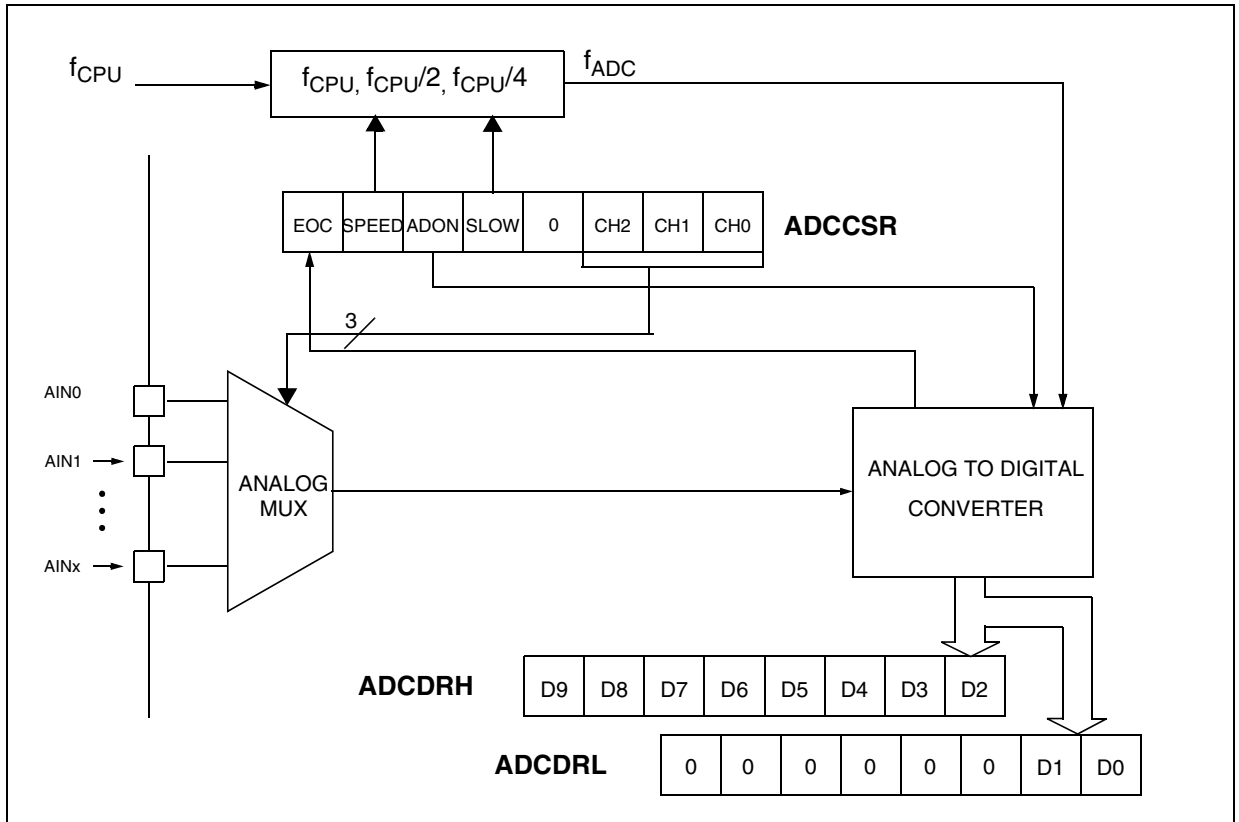 fCPU
fCPU, fCPU/2, fCPU/4
fADC
EOC SPEED ADON SLOW 0 CH2 CH1 CH0
ADCCSR
3
AIN0
AIN1
AINx
ANALOG
MUX
ANALOG TO DIGITAL
CONVERTER
ADCDRH
D9 D8 D7 D6 D5 D4 D3 D2
ADCDRL
0 0 0 0 0 0 D1 D0